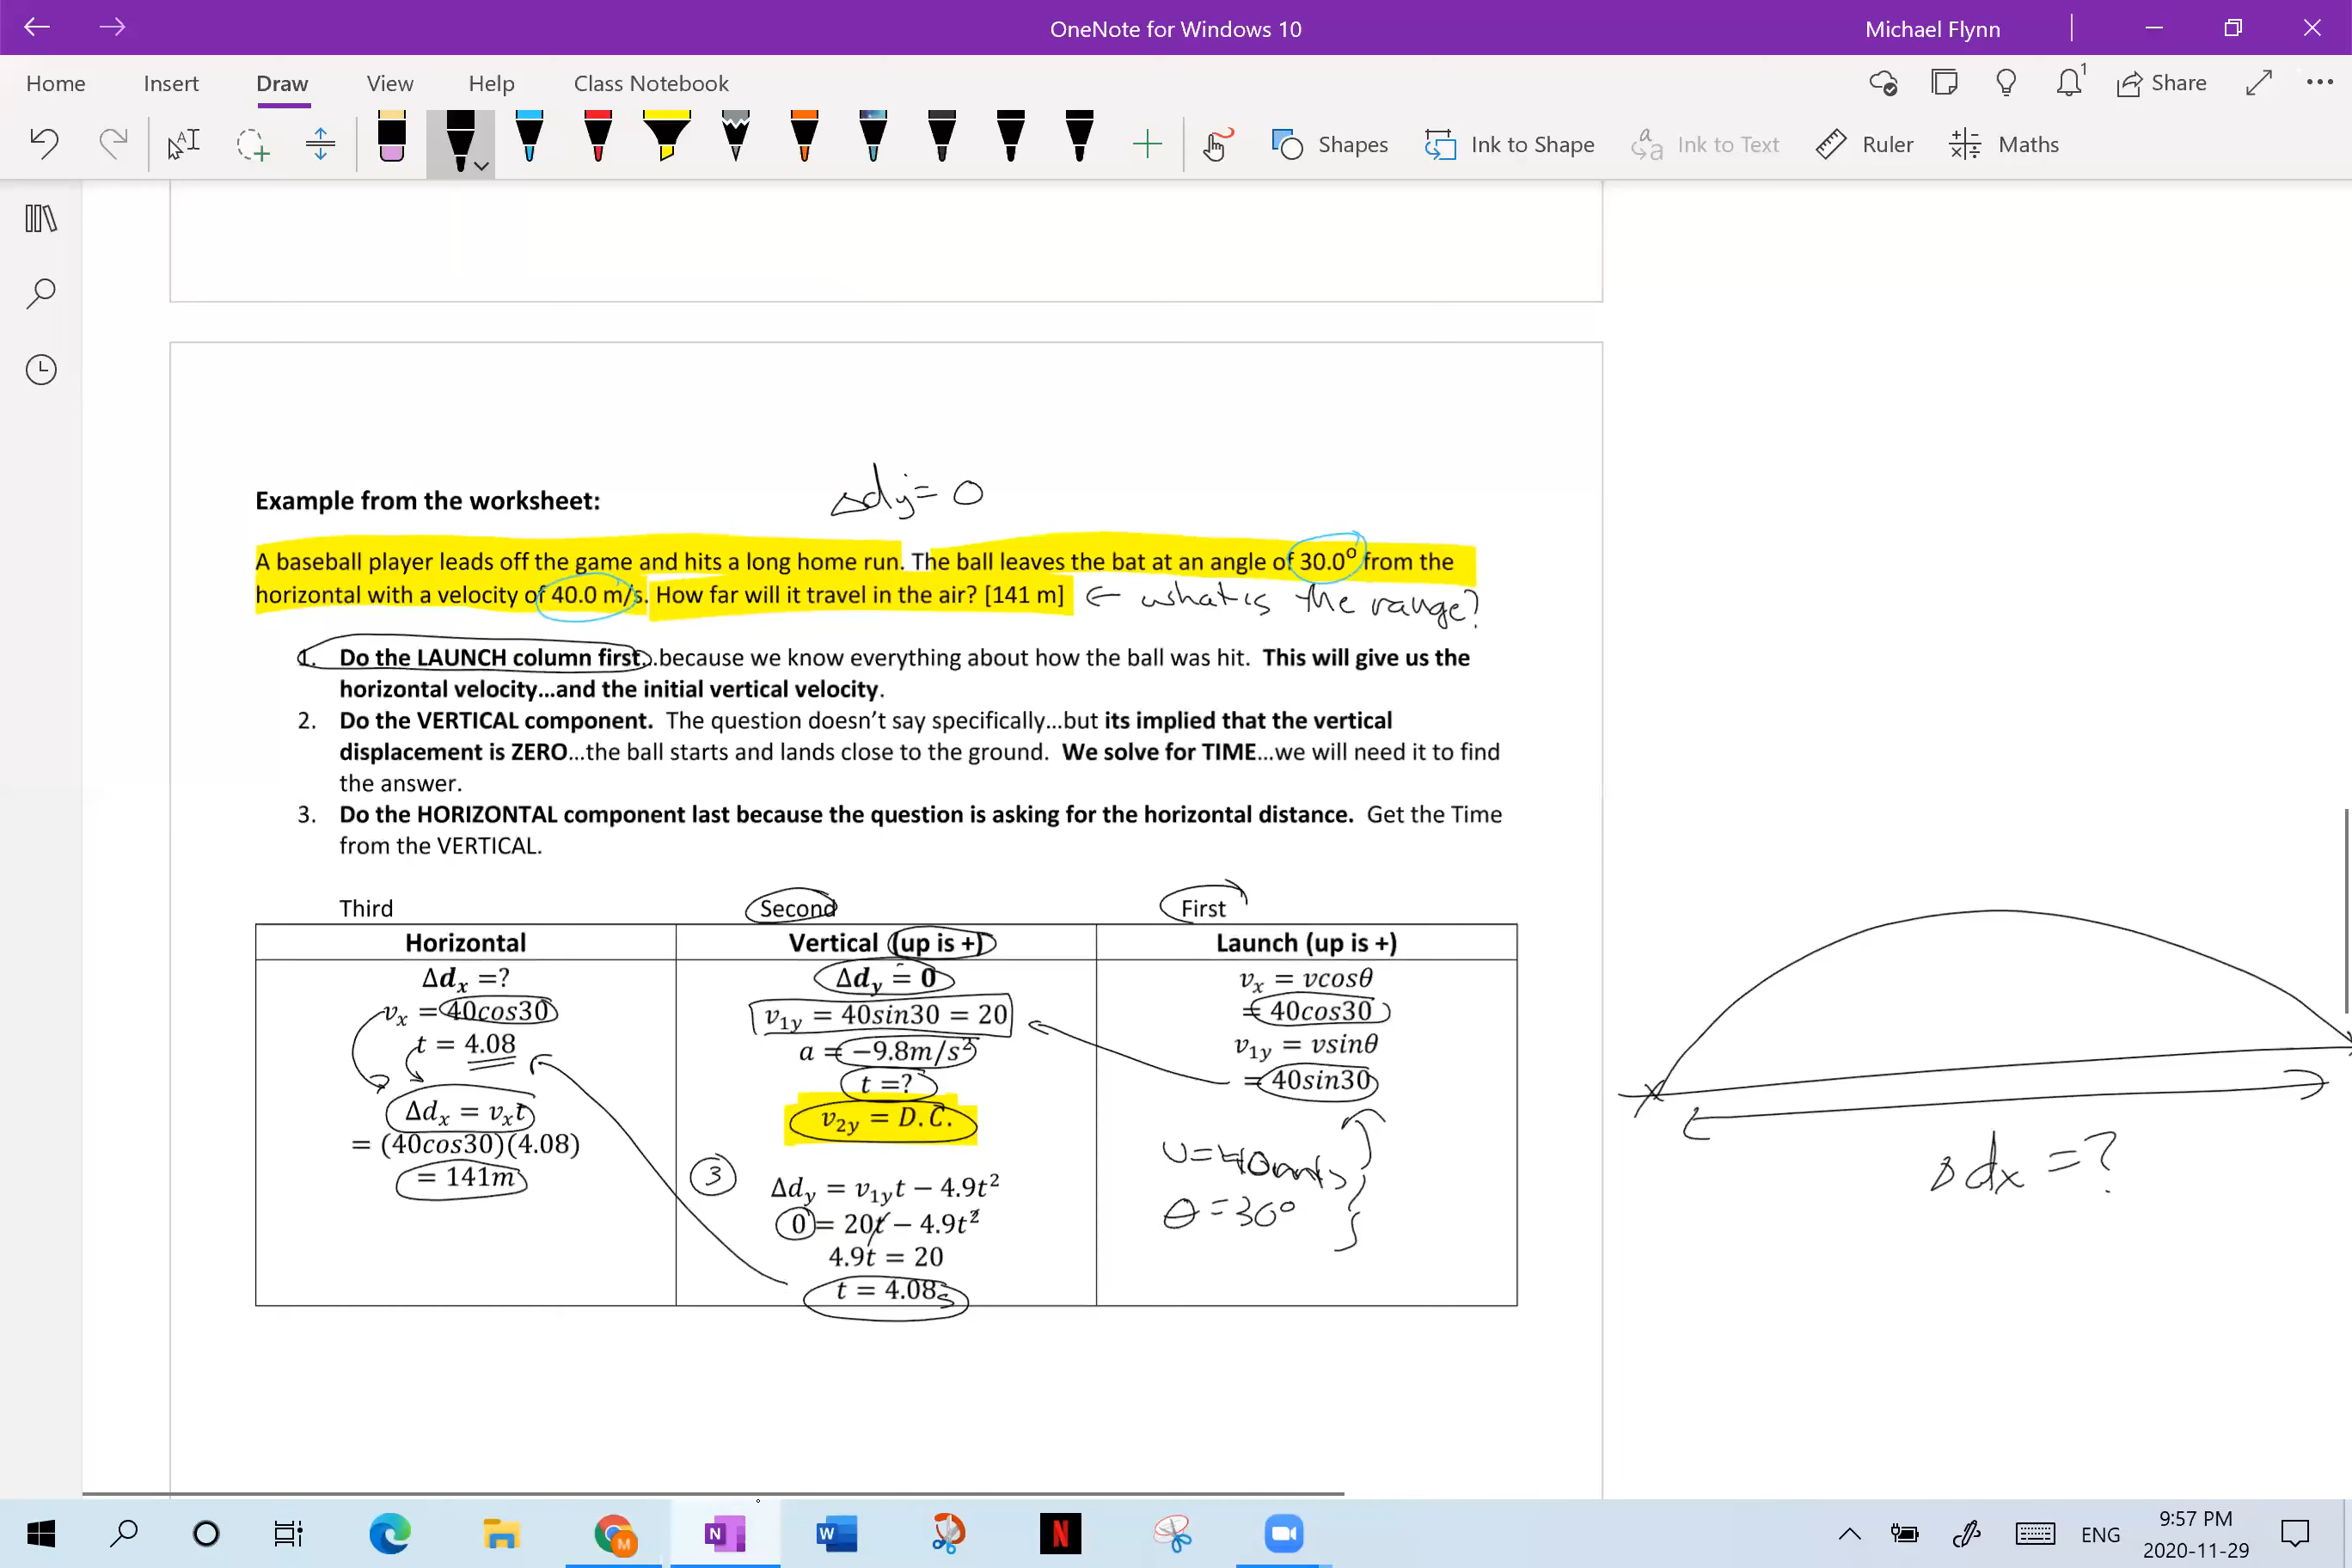 OneNote for Windows 10
Michael Flynn
Home Insert Draw View Help Class Notebook
1
Share
Shapes Ink to Shape Ink to Text Ruler Maths
Δdy = 0
Example from the worksheet:
A baseball player leads off the game and hits a long home run. The ball leaves the bat at an angle of 30.0° from the
horizontal with a velocity of 40.0 m/s. How far will it travel in the air? [141 m] ← what is the range?
1. Do the LAUNCH column first…because we know everything about how the ball was hit. This will give us the
horizontal velocity…and the initial vertical velocity.
2. Do the VERTICAL component. The question doesn't say specifically…but its implied that the vertical
displacement is ZERO…the ball starts and lands close to the ground. We solve for TIME…we will need it to find
the answer.
3. Do the HORIZONTAL component last because the question is asking for the horizontal distance. Get the Time
from the VERTICAL.
Third Second First
Horizontal Vertical (up is +) Launch (up is +)
Δdₓ =?
vₓ = 40cos30
t = 4.08
Δdₓ = vₓt
= (40cos30)(4.08)
= 141m
Δd_y = 0
v₁y = 40sin30 = 20
a = −9.8m/s²
t =?
v₂y = D.C.
3
Δd_y = v₁yt − 4.9t²
0 = 20t − 4.9t²
4.9t = 20
t = 4.08s
vₓ = vcosθ
= 40cos30
v₁y = vsinθ
= 40sin30
θ = 30°
Δdx = ?
ENG
9:57 PM
2020-11-29